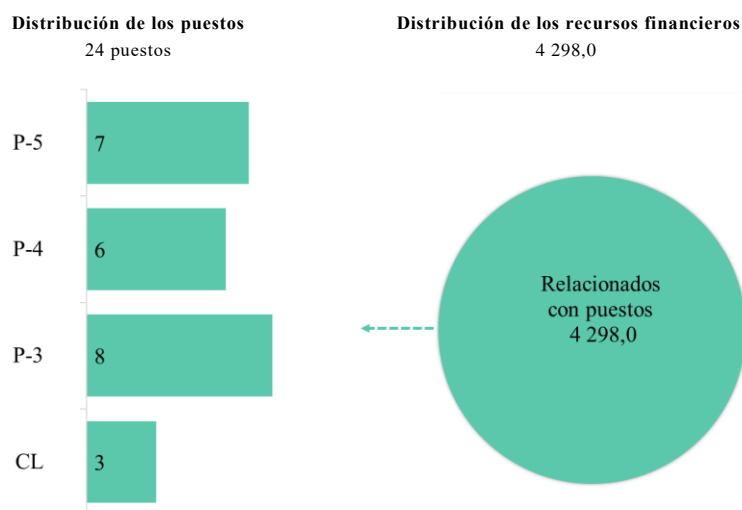 Distribución de los puestos
24 puestos
P-5
7
P-4
6
P-3
8
CL
3
Distribución de los recursos financieros
4 298,0
Relacionados
con puestos
4 298,0